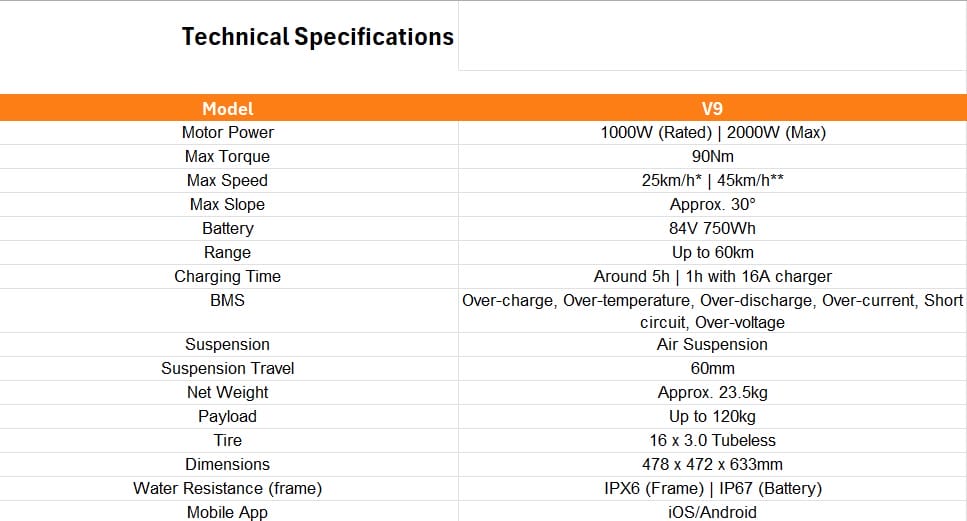 Technical Specifications
Model V9
Motor Power 1000W (Rated) | 2000W (Max)
Max Torque 90Nm
Max Speed 25km/h* | 45km/h**
Max Slope Approx. 30°
Battery 84V 750Wh
Range Up to 60km
Charging Time Around 5h | 1h with 16A charger
BMS Over-charge, Over-temperature, Over-discharge, Over-current, Short
circuit, Over-voltage
Suspension Air Suspension
Suspension Travel 60mm
Net Weight Approx. 23.5kg
Payload Up to 120kg
Tire 16 x 3.0 Tubeless
Dimensions 478 x 472 x 633mm
Water Resistance (frame) IPX6 (Frame) | IP67 (Battery)
Mobile App iOS/Android